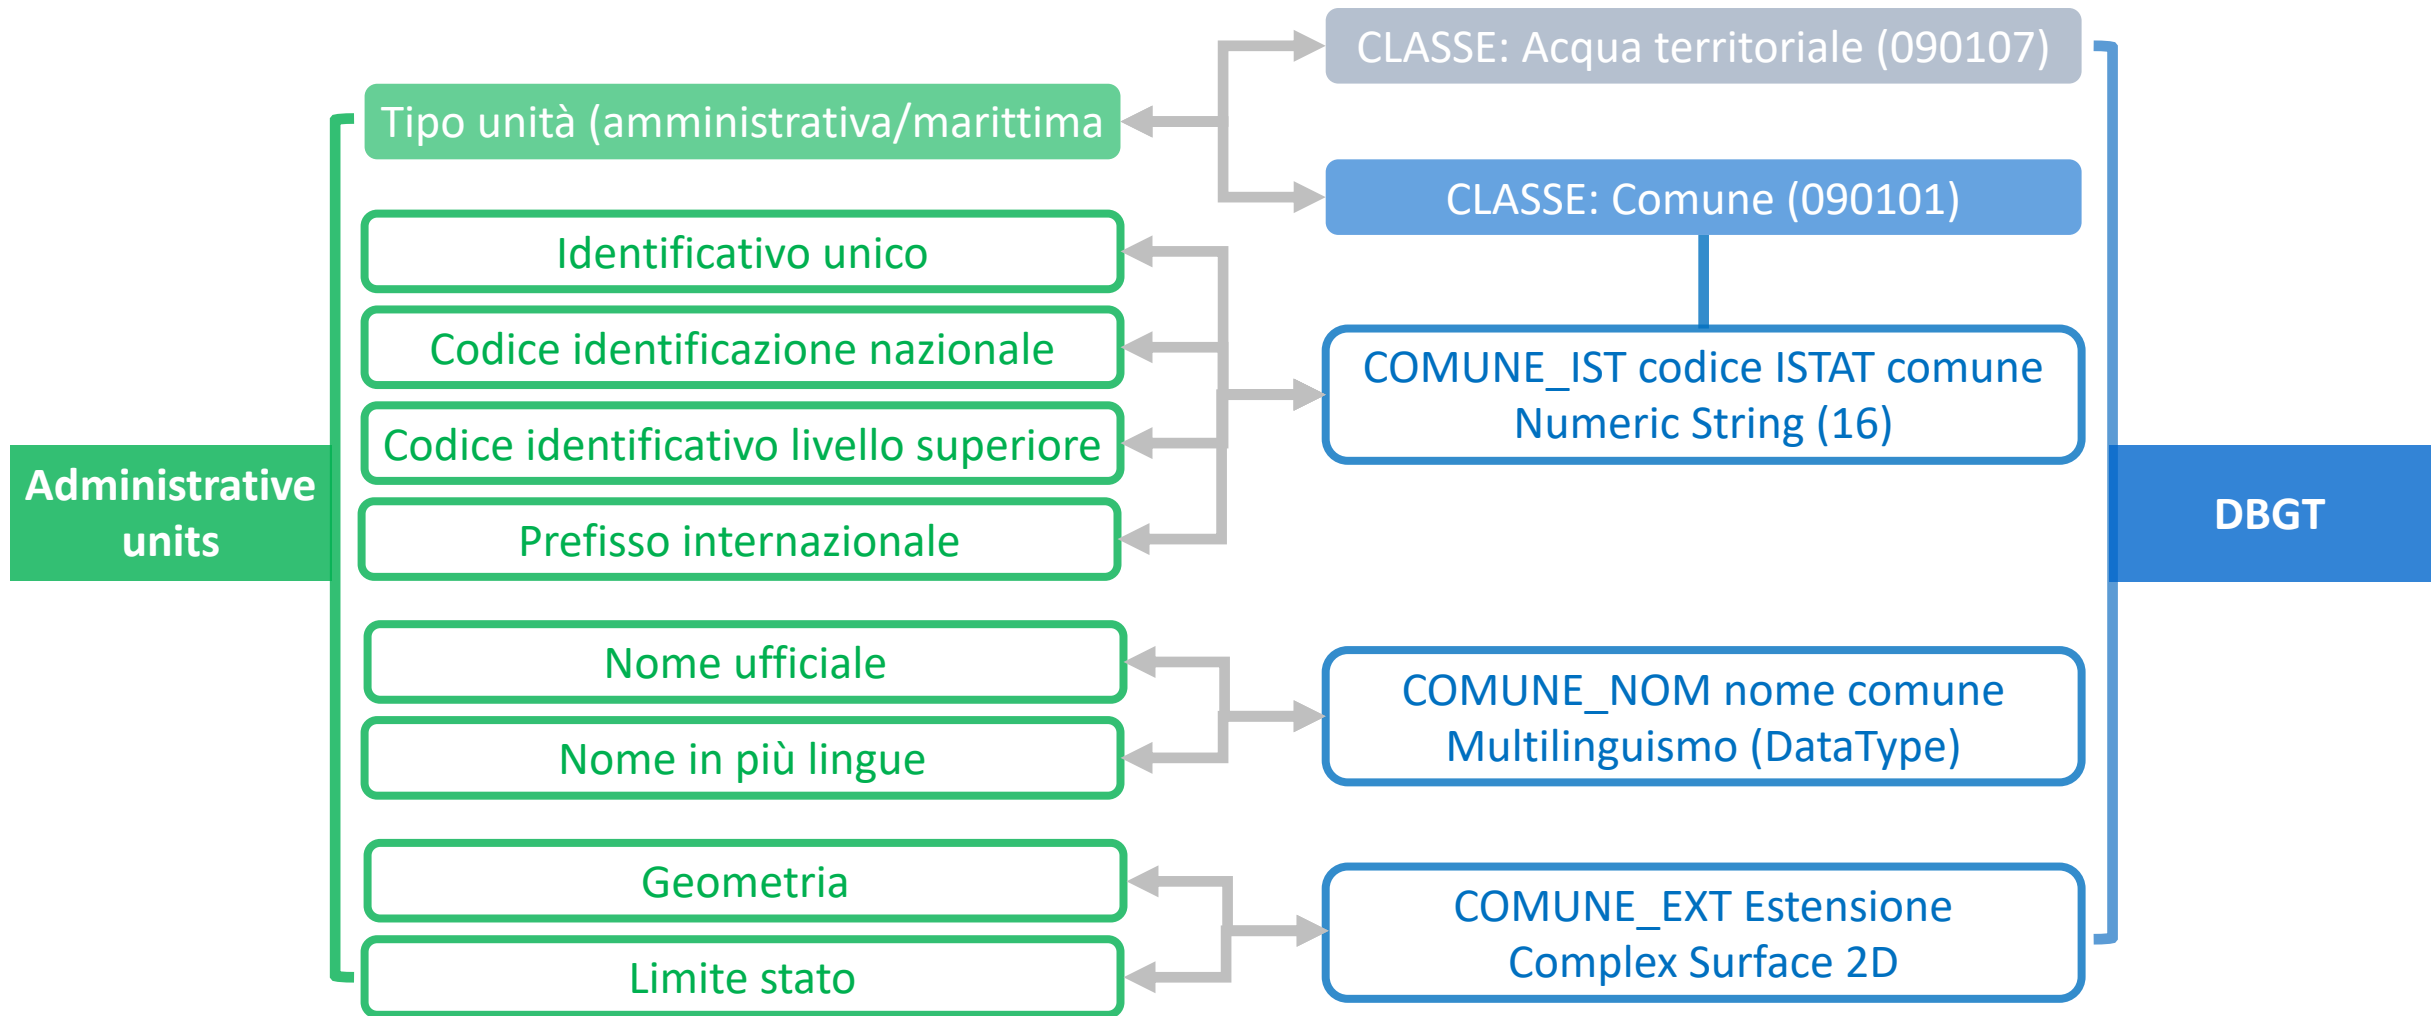 Administrative
units
Tipo unità (amministrativa/marittima
Identificativo unico
Codice identificazione nazionale
Codice identificativo livello superiore
Prefisso internazionale
Nome ufficiale
Nome in più lingue
Geometria
Limite stato
CLASSE: Acqua territoriale (090107)
CLASSE: Comune (090101)
COMUNE_IST codice ISTAT comune
Numeric String (16)
COMUNE_NOM nome comune
Multilinguismo (DataType)
COMUNE_EXT Estensione
Complex Surface 2D
DBGT